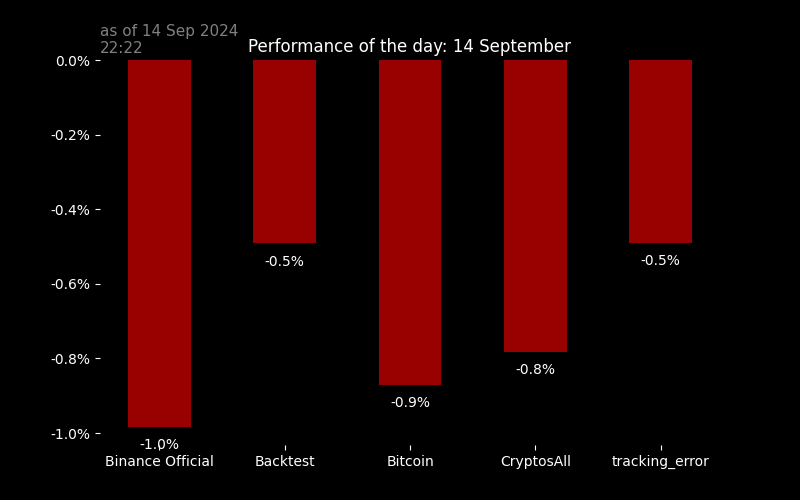 as of 14 Sep 2024
22:22
Performance of the day: 14 September
0.0%
-0.2%
-0.4%
-0.6%
-0.8%
-1.0%
-1.0%
-0.5%
-0.9%
-0.8%
-0.5%
Binance Official
Backtest
Bitcoin
CryptosAll
tracking_error